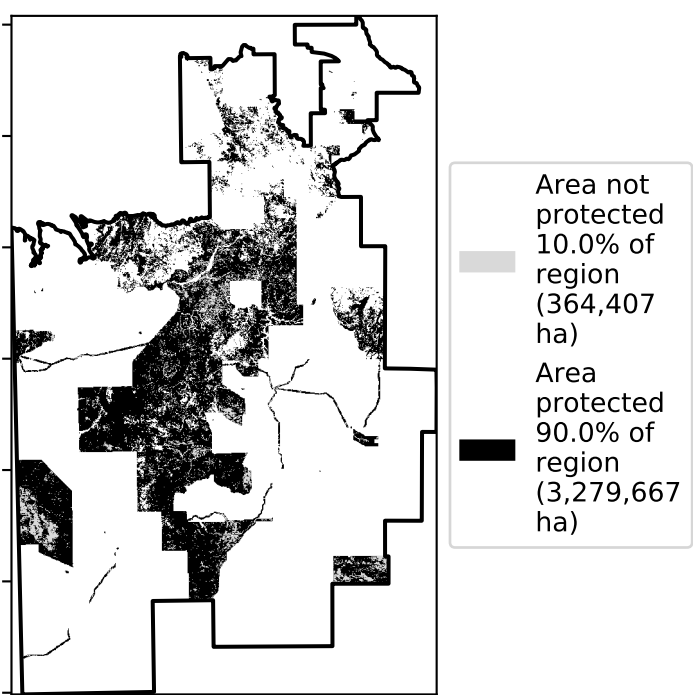 Area not
protected
10.0% of
region
(364,407
ha)
Area
protected
90.0% of
region
(3,279,667
ha)